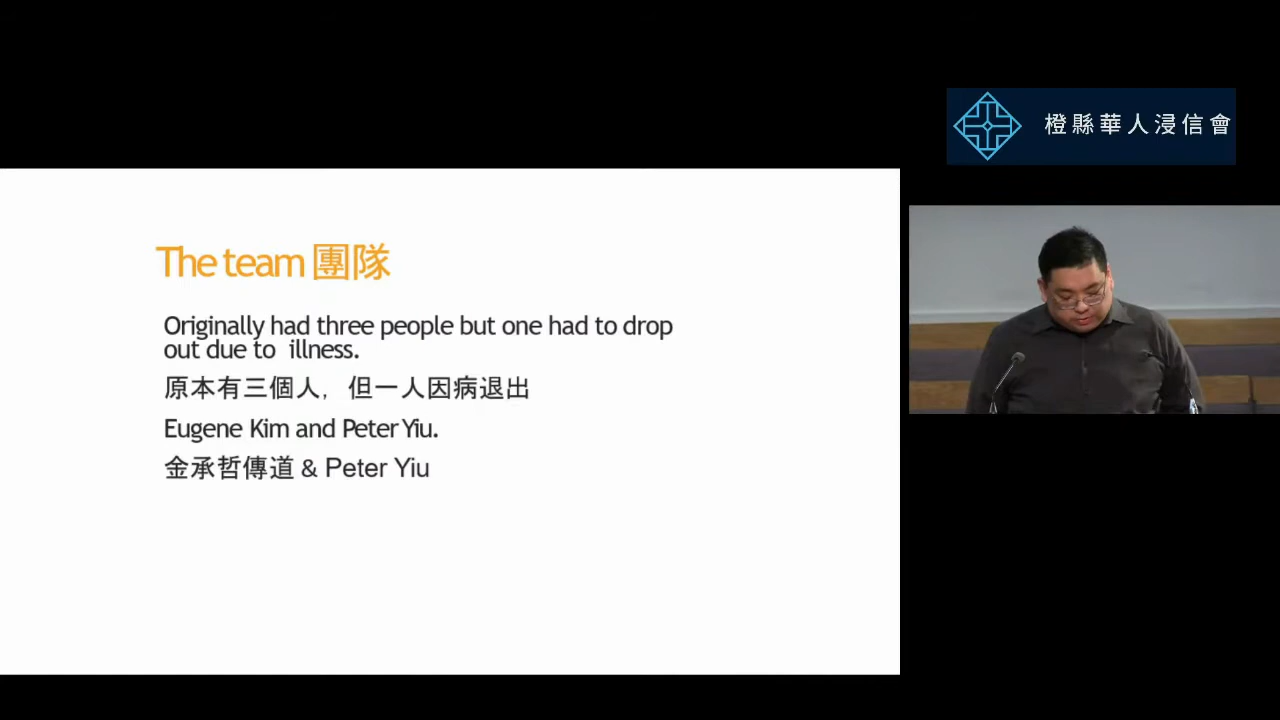 橙縣華人浸信會
The team 團隊
Originally had three people but one had to drop
out due to illness.
原本有三個人，但一人因病退出
Eugene Kim and Peter Yiu.
金承哲傳道 & Peter Yiu